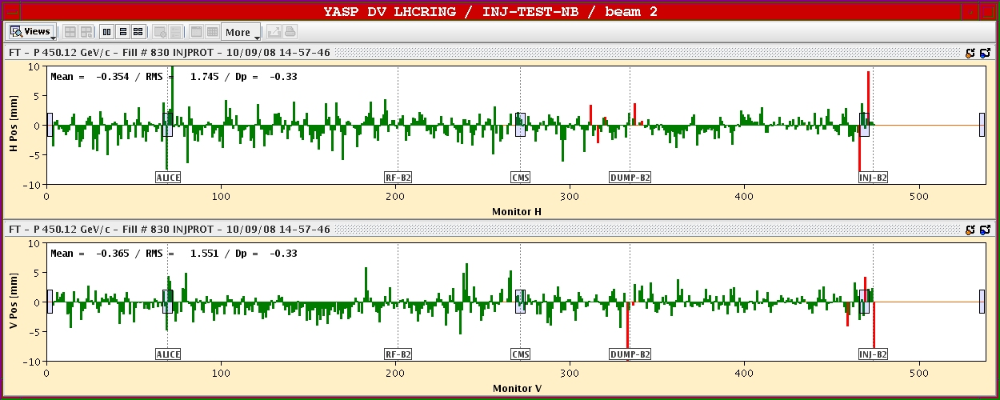 YASP DV LHCRING / INJ-TEST-NB / beam 2
Views More
FT - P 450.12 GeV/c - Fill # 830 INJPROT - 10/09/08 14-57-46
Mean = -0.354 / RMS = 1.745 / Dp = -0.33
H Pos [mm]
10
5
0
-5
-10
ALICE RF-B2 CMS DUMP-B2 INJ-B2
0 100 200 300 400 500
Monitor H
FT - P 450.12 GeV/c - Fill # 830 INJPROT - 10/09/08 14-57-46
Mean = -0.365 / RMS = 1.551 / Dp = -0.33
V Pos [mm]
10
5
0
-5
-10
ALICE RF-B2 CMS DUMP-B2 INJ-B2
0 100 200 300 400 500
Monitor V